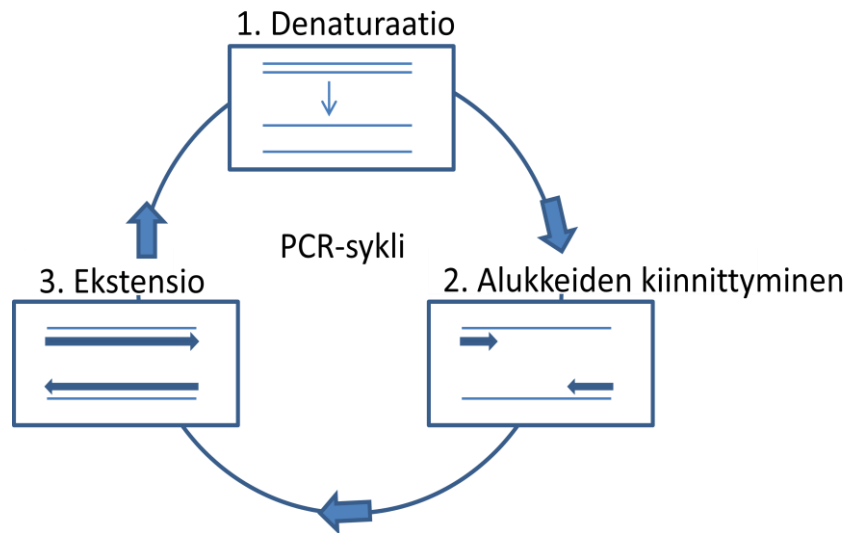 1. Denaturaatio
PCR-sykli
3. Ekstensio
2. Alukkeiden kiinnittyminen